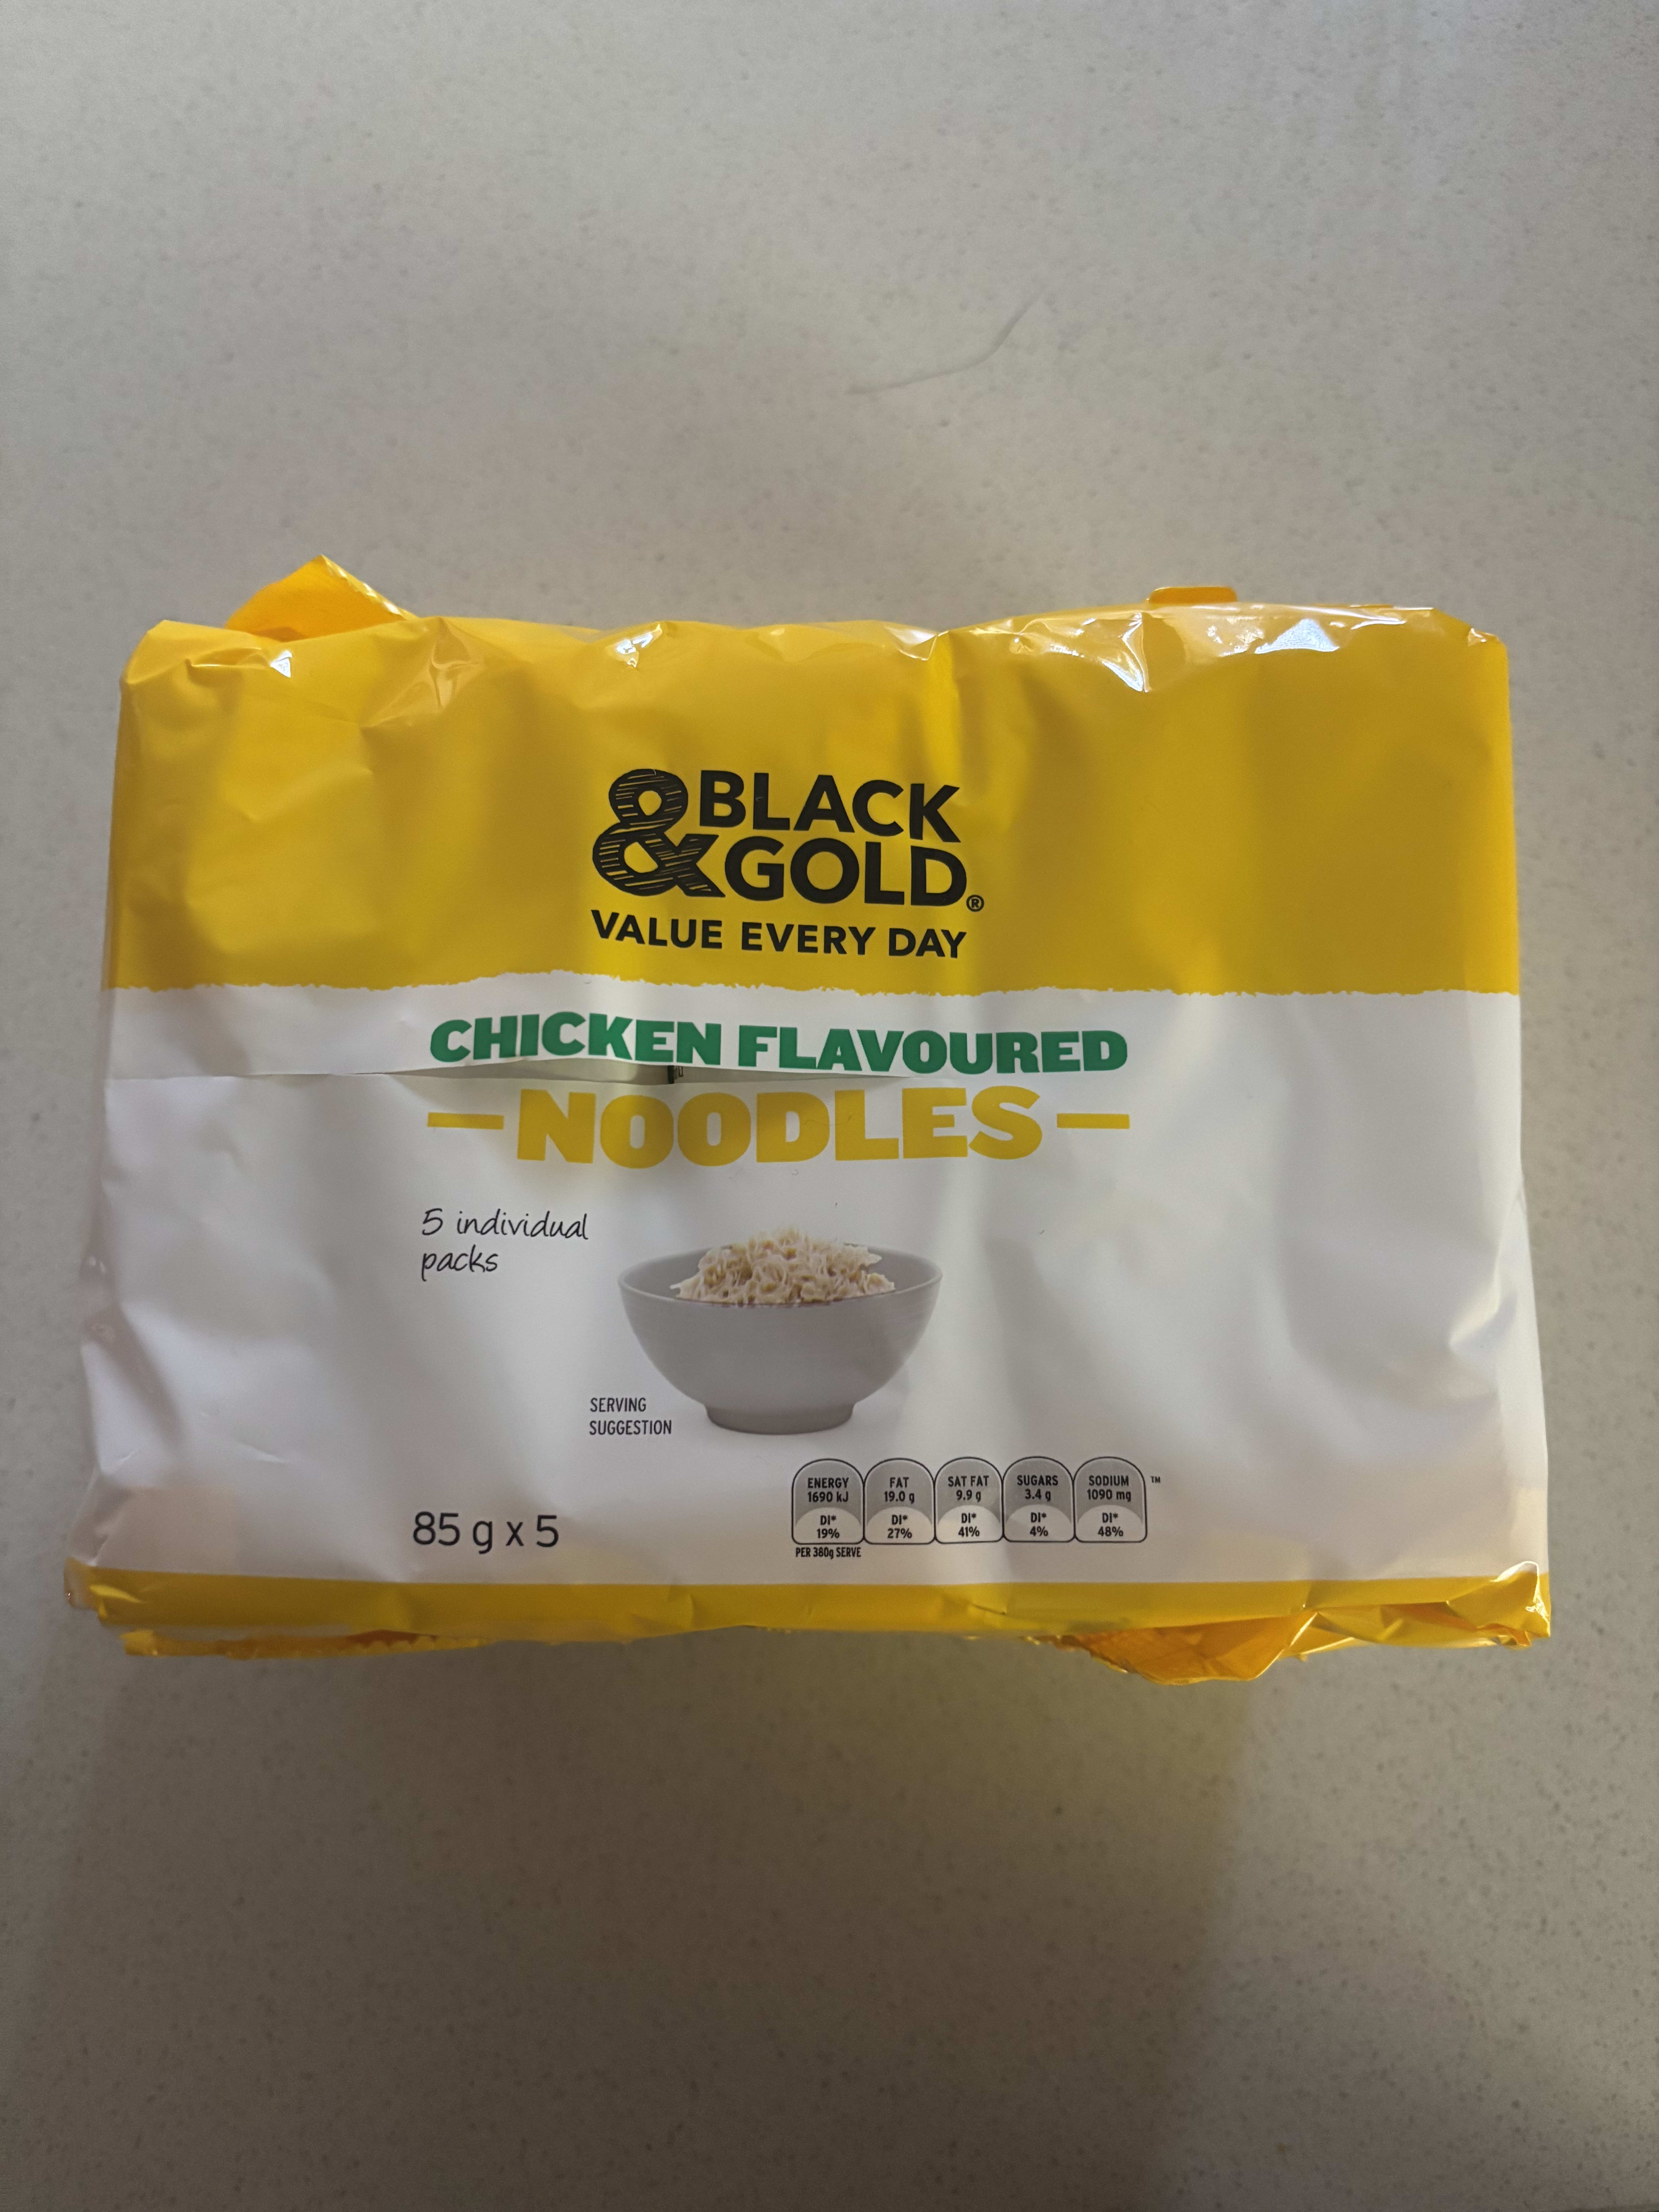 & BLACK
GOLD®
VALUE EVERY DAY
CHICKEN FLAVOURED
– NOODLES –
5 individual
packs
SERVING
SUGGESTION
85 g x 5
ENERGY
1690 kJ
DI*
19%
FAT
19.0 g
DI*
27%
SAT FAT
9.9 g
DI*
41%
SUGARS
3.4 g
DI*
4%
SODIUM
1090 mg
DI*
48%
™
PER 380g SERVE